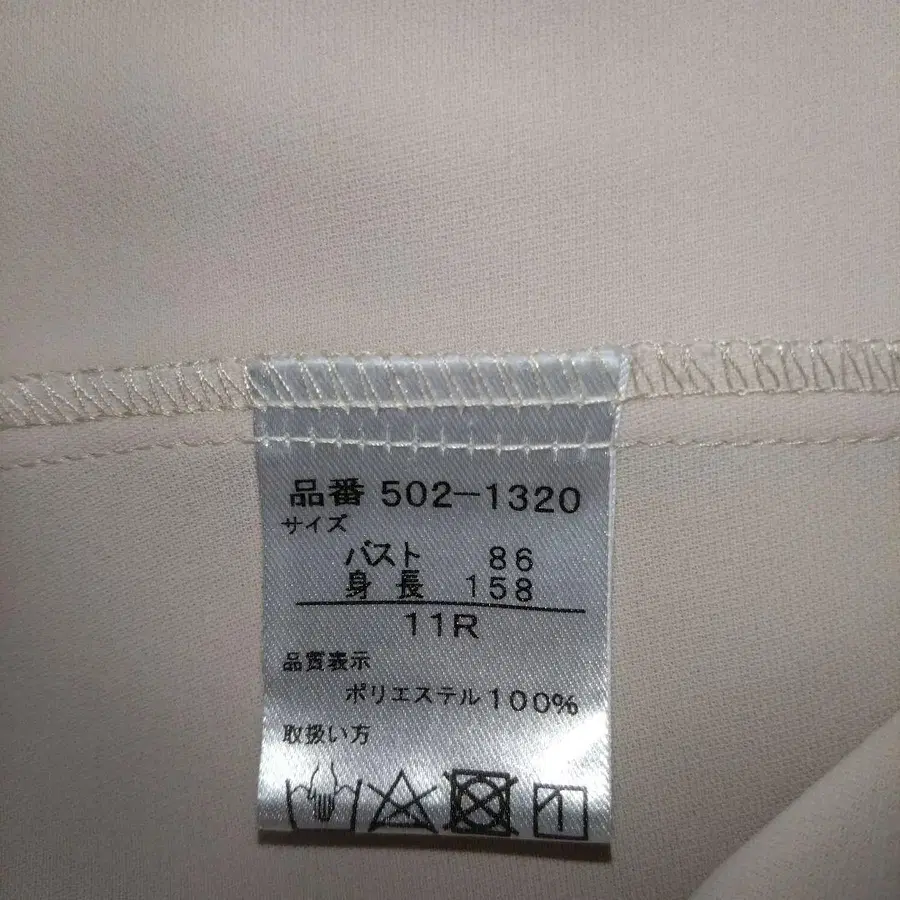 品番 502-1320
サイズ
バスト 86
身長 158
11R
品質表示
ポリエステル100%
取扱い方